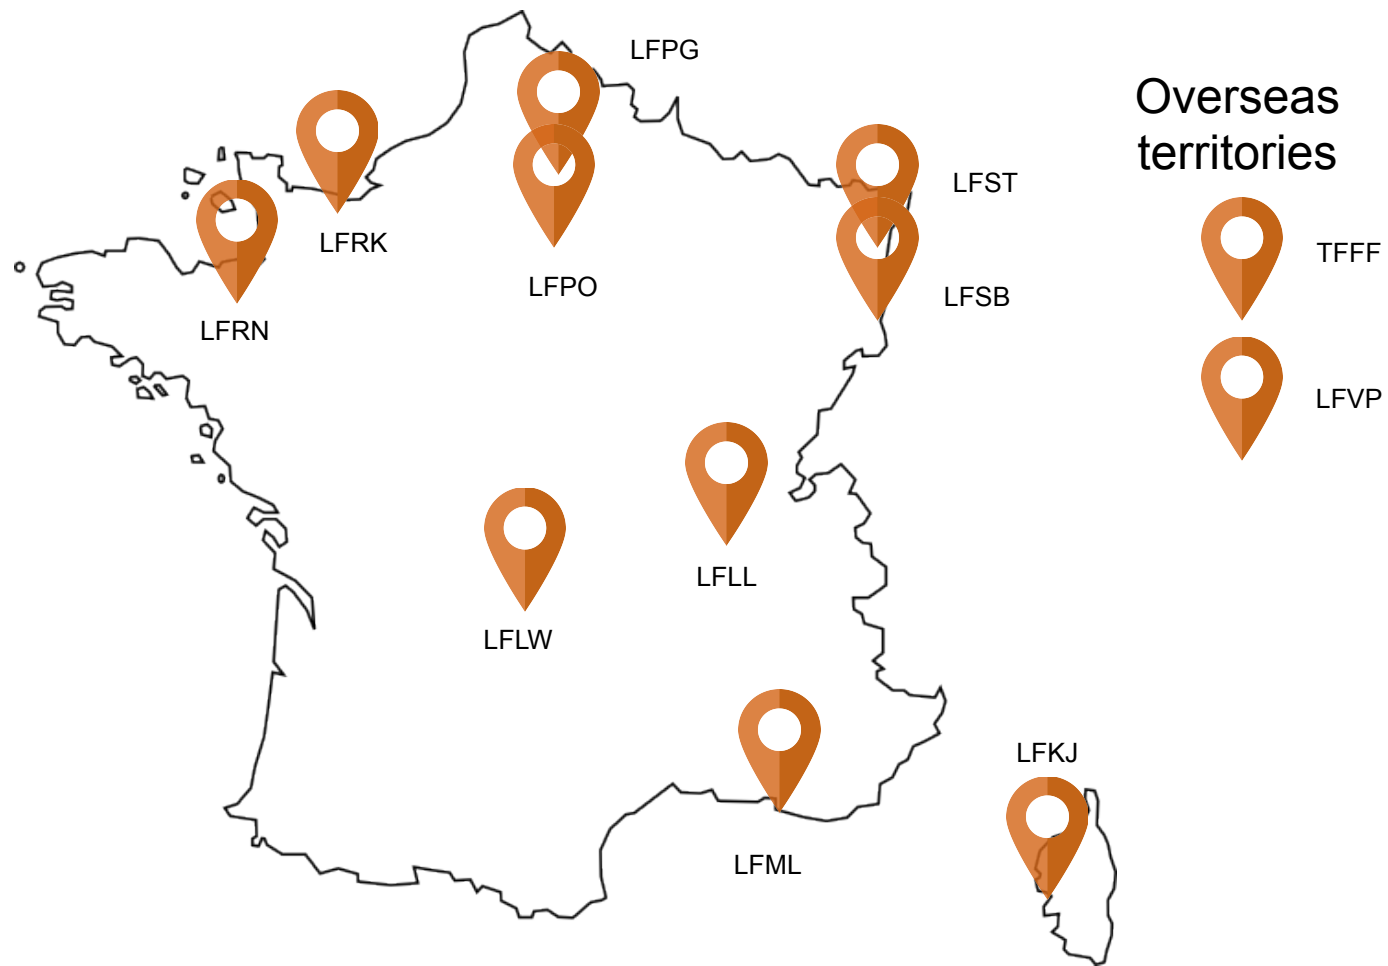 LFPG
Overseas
territories
LFST
LFRK
TFFF
LFPO
LFSB
LFRN
LFVP
LFLL
LFLW
LFKJ
LFML